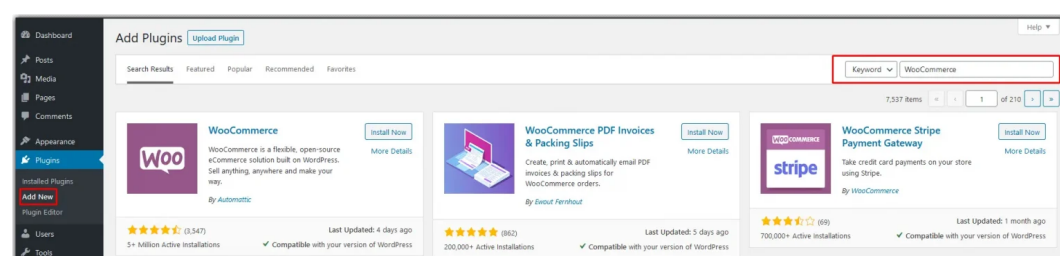 Dashboard
Posts
Media
Pages
Comments
Appearance
Plugins
Installed Plugins
Add New
Plugin Editor
Users
Tools
Help
Add Plugins Upload Plugin
Search Results Featured Popular Recommended Favorites
Keyword WooCommerce
7,537 items « ‹ 1 of 210 › »
WOO
WooCommerce
Install Now
More Details
WooCommerce is a flexible, open-source
eCommerce solution built on WordPress.
Sell anything, anywhere and make your
way.
By Automattic
(3,547)
5+ Million Active Installations
Last Updated: 4 days ago
Compatible with your version of WordPress
WooCommerce PDF Invoices
& Packing Slips
Install Now
More Details
Create, print & automatically email PDF
invoices & packing slips for
WooCommerce orders.
By Ewout Fernhout
(862)
200,000+ Active Installations
Last Updated: 5 days ago
Compatible with your version of WordPress
WOO COMMERCE
stripe
WooCommerce Stripe
Payment Gateway
Install Now
More Details
Take credit card payments on your store
using Stripe.
By WooCommerce
(69)
700,000+ Active Installations
Last Updated: 1 month ago
Compatible with your version of WordPress